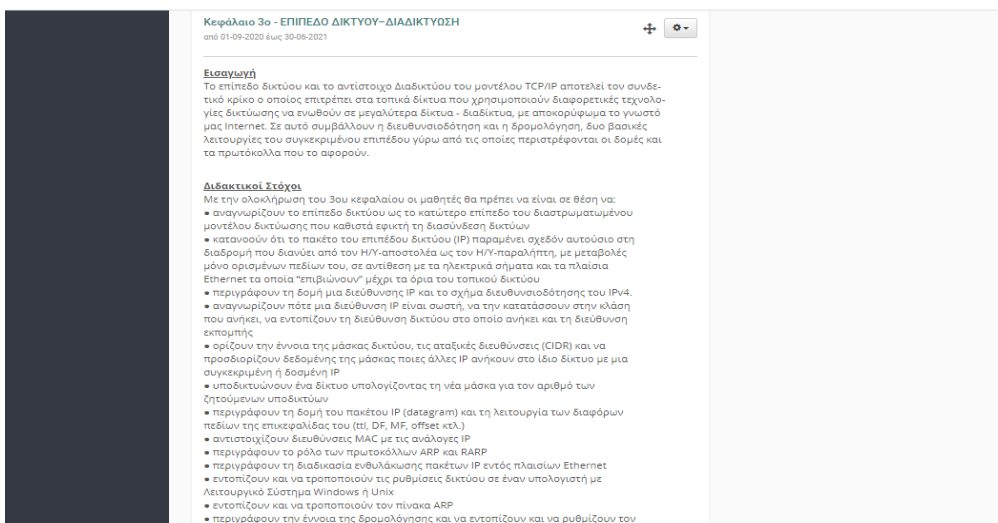 Κεφάλαιο 3ο - ΕΠΙΠΕΔΟ ΔΙΚΤΥΟΥ–ΔΙΑΔΙΚΤΥΩΣΗ
από 01-09-2020 έως 30-06-2021
Εισαγωγή
Το επίπεδο δικτύου και το αντίστοιχο Διαδικτύου του μοντέλου TCP/IP αποτελεί τον συνδε-
τικό κρίκο ο οποίος επιτρέπει στα τοπικά δίκτυα που χρησιμοποιούν διαφορετικές τεχνολο-
γίες δικτύωσης να ενωθούν σε μεγαλύτερα δίκτυα - διαδίκτυα, με αποκορύφωμα το γνωστό
μας Internet. Σε αυτό συμβάλλουν η διευθυνσιοδότηση και η δρομολόγηση, δυο βασικές
λειτουργίες του συγκεκριμένου επιπέδου γύρω από τις οποίες περιστρέφονται οι δομές και
τα πρωτόκολλα που το αφορούν.
Διδακτικοί Στόχοι
Με την ολοκλήρωση του 3ου κεφαλαίου οι μαθητές θα πρέπει να είναι σε θέση να:
• αναγνωρίζουν το επίπεδο δικτύου ως το κατώτερο επίπεδο του διαστρωματωμένου
μοντέλου δικτύωσης που καθιστά εφικτή τη διασύνδεση δικτύων
• κατανοούν ότι το πακέτο του επιπέδου δικτύου (IP) παραμένει σχεδόν αυτούσιο στη
διαδρομή που διανύει από τον Η/Υ-αποστολέα ως τον Η/Υ-παραλήπτη, με μεταβολές
μόνο ορισμένων πεδίων του, σε αντίθεση με τα ηλεκτρικά σήματα και τα πλαίσια
Ethernet τα οποία "επιβιώνουν" μέχρι τα όρια του τοπικού δικτύου
• περιγράφουν τη δομή μια διεύθυνσης IP και το σχήμα διευθυνσιοδότησης του IPv4.
• αναγνωρίζουν πότε μια διεύθυνση IP είναι σωστή, να την κατατάσσουν στην κλάση
που ανήκει, να εντοπίζουν τη διεύθυνση δικτύου στο οποίο ανήκει και τη διεύθυνση
εκπομπής
• ορίζουν την έννοια της μάσκας δικτύου, τις αταξικές διευθύνσεις (CIDR) και να
προσδιορίζουν δεδομένης της μάσκας ποιες άλλες IP ανήκουν στο ίδιο δίκτυο με μια
συγκεκριμένη ή δοσμένη IP
• υποδικτυώνουν ένα δίκτυο υπολογίζοντας τη νέα μάσκα για τον αριθμό των
ζητούμενων υποδικτύων
• περιγράφουν τη δομή του πακέτου IP (datagram) και τη λειτουργία των διαφόρων
πεδίων της επικεφαλίδας του (ttl, DF, MF, offset κτλ.)
• αντιστοιχίζουν διευθύνσεις MAC με τις ανάλογες IP
• περιγράφουν το ρόλο των πρωτοκόλλων ARP και RARP
• περιγράφουν τη διαδικασία ενθυλάκωσης πακέτων IP εντός πλαισίων Ethernet
• εντοπίζουν και να τροποποιούν τις ρυθμίσεις δικτύου σε έναν υπολογιστή με
Λειτουργικό Σύστημα Windows ή Unix
• εντοπίζουν και να τροποποιούν τον πίνακα ARP
• περιγράφουν την έννοια της δρομολόγησης και να εντοπίζουν και να ρυθμίζουν τον